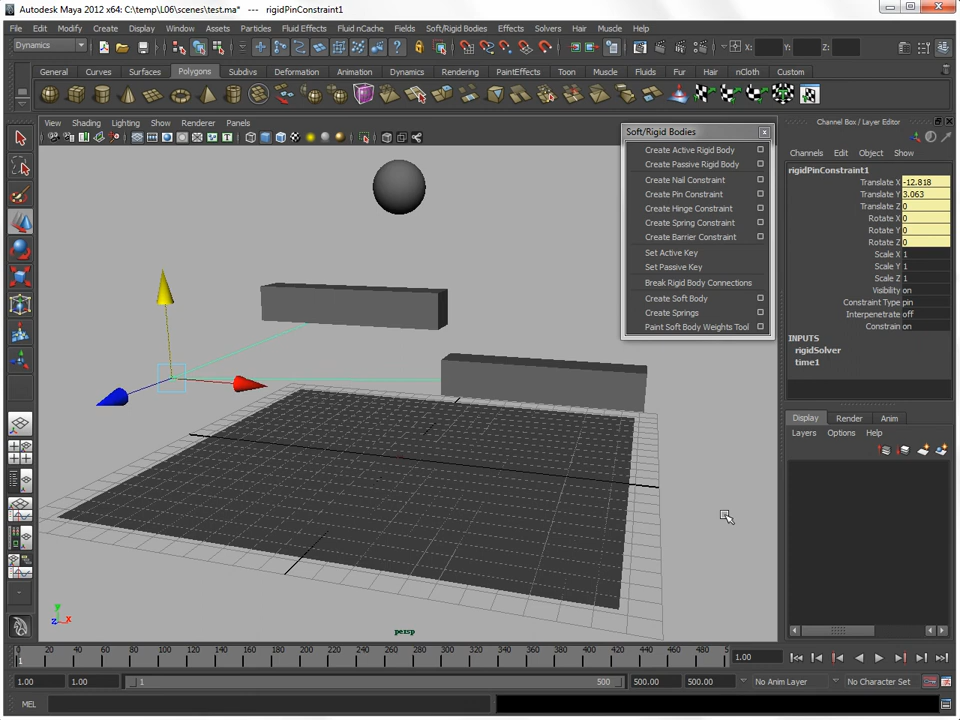 Autodesk Maya 2012 x64: C:\temp\L06\scenes\test.ma* --- rigidPinConstraint1
File Edit Modify Create Display Window Assets Particles Fluid Effects Fluid nCache Fields Soft/Rigid Bodies Effects Solvers Hair Muscle Help
Dynamics X: Y: Z:
General Curves Surfaces Polygons Subdivs Deformation Animation Dynamics Rendering PaintEffects Toon Muscle Fluids Fur Hair nCloth Custom
View Shading Lighting Show Renderer Panels
Soft/Rigid Bodies
Create Active Rigid Body
Create Passive Rigid Body
Create Nail Constraint
Create Pin Constraint
Create Hinge Constraint
Create Spring Constraint
Create Barrier Constraint
Set Active Key
Set Passive Key
Break Rigid Body Connections
Create Soft Body
Create Springs
Paint Soft Body Weights Tool
Channel Box / Layer Editor
Channels Edit Object Show
rigidPinConstraint1
Translate X -12.818
Translate Y 3.063
Translate Z 0
Rotate X 0
Rotate Y 0
Rotate Z 0
Scale X 1
Scale Y 1
Scale Z 1
Visibility on
Constraint Type pin
Interpenetrate off
Constrain on
INPUTS
rigidSolver
time1
Display Render Anim
Layers Options Help
y
z x
persp
0 20 40 60 80 100 120 140 160 180 200 220 240 260 280 300 320 340 360 380 400 420 440 460 480 5
1 1.00
1.00 1.00 1 500 500.00 500.00 No Anim Layer No Character Set
MEL